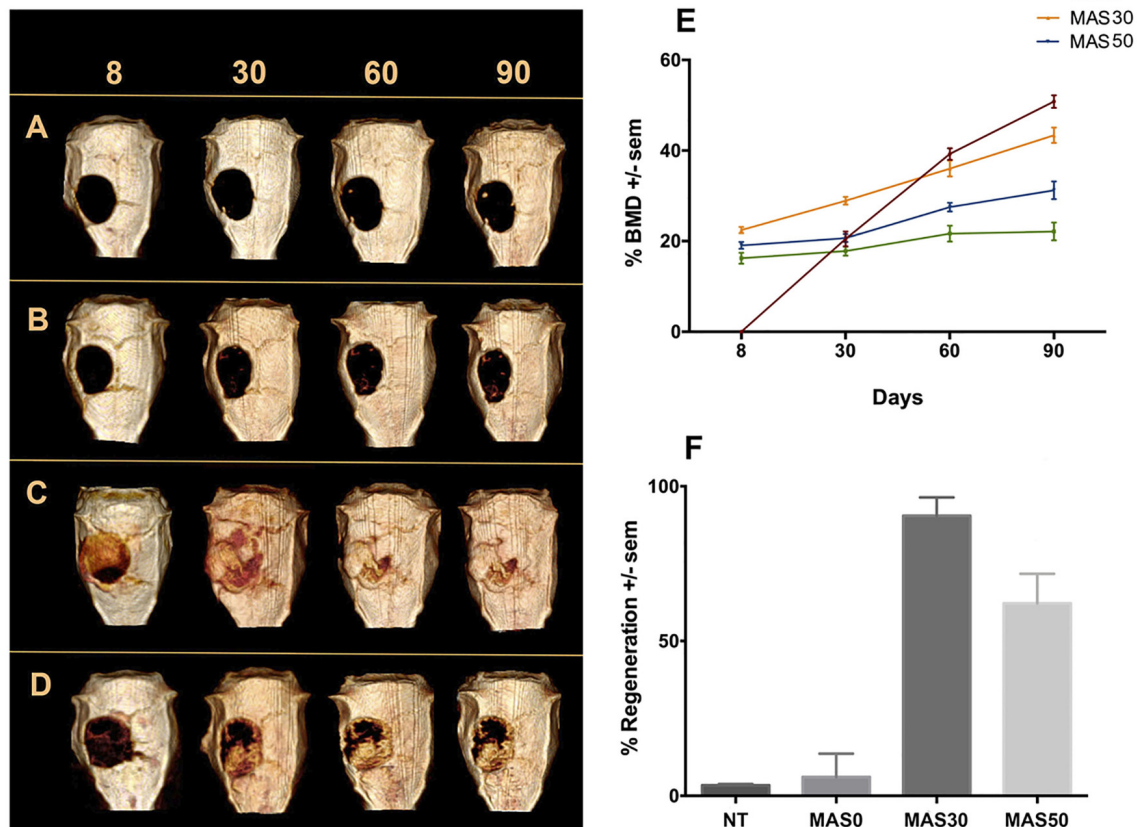 8 30 60 90
A
B
C
D
E
MAS30
MAS50
60
40
20
0
% BMD +/- sem
8 30 60 90
Days
F
100
50
0
% Regeneration +/- sem
NT MAS0 MAS30 MAS50